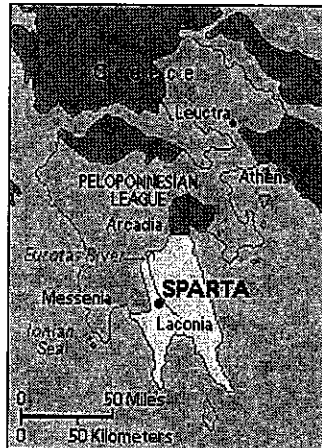 Greece
Leuctra
PELOPONNESIAN
LEAGUE
Athens
Arcadia
Eurotas River
Messenia
SPARTA
Laconia
Ionian
Sea
0 50 Miles
0 50 Kilometers